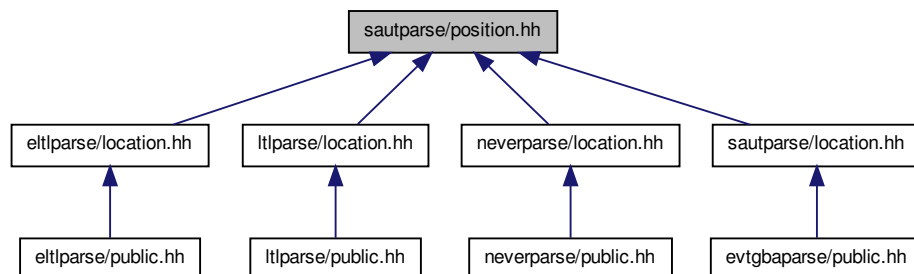 sautparse/position.hh
eltlparse/location.hh ltlparse/location.hh neverparse/location.hh sautparse/location.hh
eltlparse/public.hh ltlparse/public.hh neverparse/public.hh evtgbaparse/public.hh